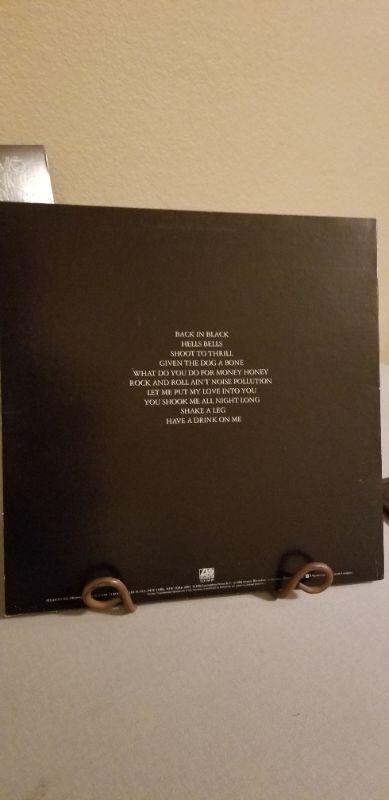 BACK IN BLACK
HELLS BELLS
SHOOT TO THRILL
GIVEN THE DOG A BONE
WHAT DO YOU DO FOR MONEY HONEY
ROCK AND ROLL AIN'T NOISE POLLUTION
LET ME PUT MY LOVE INTO YOU
YOU SHOOK ME ALL NIGHT LONG
SHAKE A LEG
HAVE A DRINK ON ME